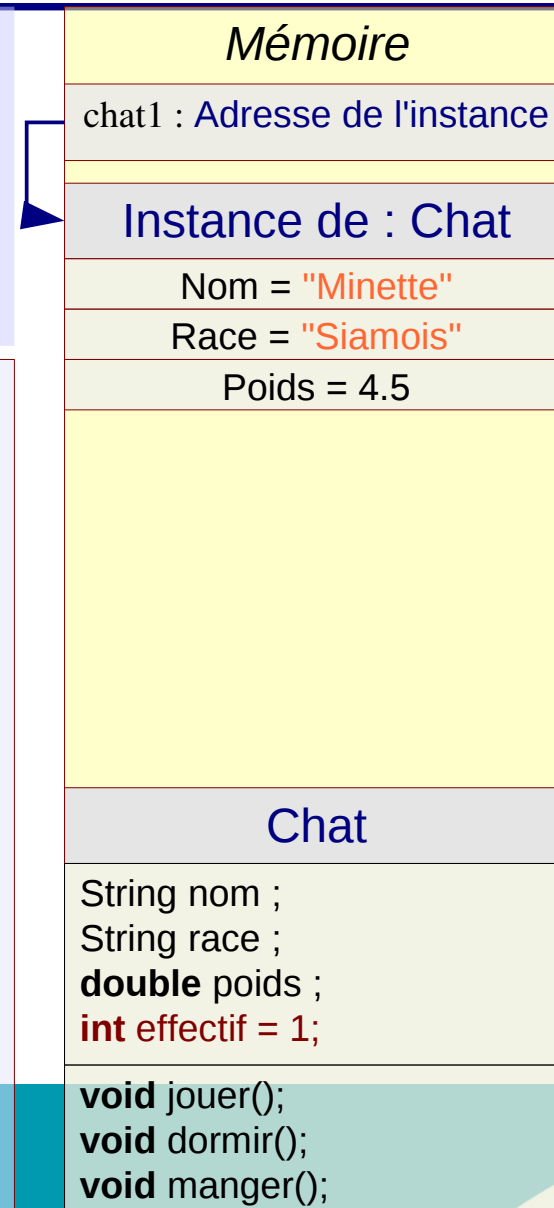 Mémoire
chat1 : Adresse de l'instance
Instance de : Chat
Nom = "Minette"
Race = "Siamois"
Poids = 4.5
Chat
String nom ;
String race ;
double poids ;
int effectif = 1;
void jouer();
void dormir();
void manger();